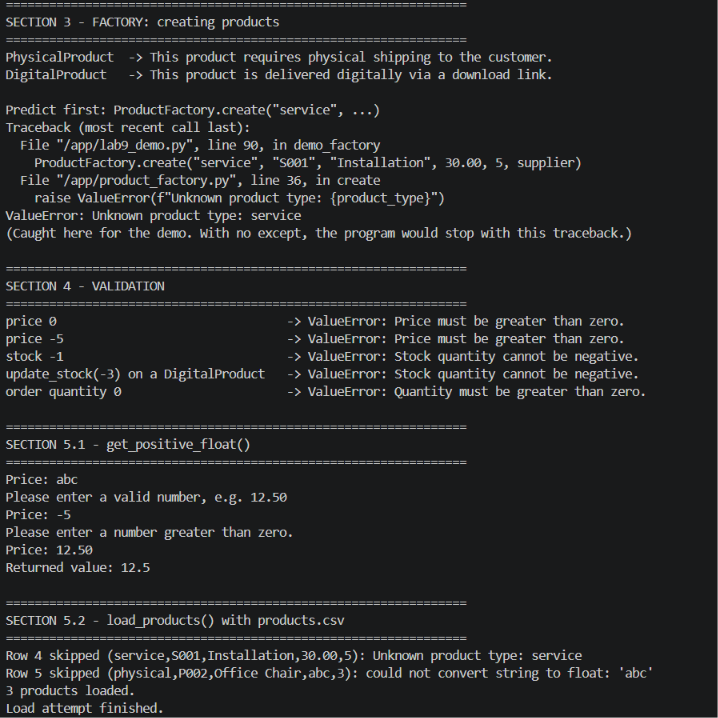 ================================================================
SECTION 3 - FACTORY: creating products
================================================================
PhysicalProduct  -> This product requires physical shipping to the customer.
DigitalProduct   -> This product is delivered digitally via a download link.
Predict first: ProductFactory.create("service", ...)
Traceback (most recent call last):
  File "/app/lab9_demo.py", line 90, in demo_factory
    ProductFactory.create("service", "S001", "Installation", 30.00, 5, supplier)
  File "/app/product_factory.py", line 36, in create
    raise ValueError(f"Unknown product type: {product_type}")
ValueError: Unknown product type: service
(Caught here for the demo. With no except, the program would stop with this traceback.)
================================================================
SECTION 4 - VALIDATION
================================================================
price 0                                -> ValueError: Price must be greater than zero.
price -5                               -> ValueError: Price must be greater than zero.
stock -1                               -> ValueError: Stock quantity cannot be negative.
update_stock(-3) on a DigitalProduct   -> ValueError: Stock quantity cannot be negative.
order quantity 0                       -> ValueError: Quantity must be greater than zero.
================================================================
SECTION 5.1 - get_positive_float()
================================================================
Price: abc
Please enter a valid number, e.g. 12.50
Price: -5
Please enter a number greater than zero.
Price: 12.50
Returned value: 12.5
================================================================
SECTION 5.2 - load_products() with products.csv
================================================================
Row 4 skipped (service,S001,Installation,30.00,5): Unknown product type: service
Row 5 skipped (physical,P002,Office Chair,abc,3): could not convert string to float: 'abc'
3 products loaded.
Load attempt finished.